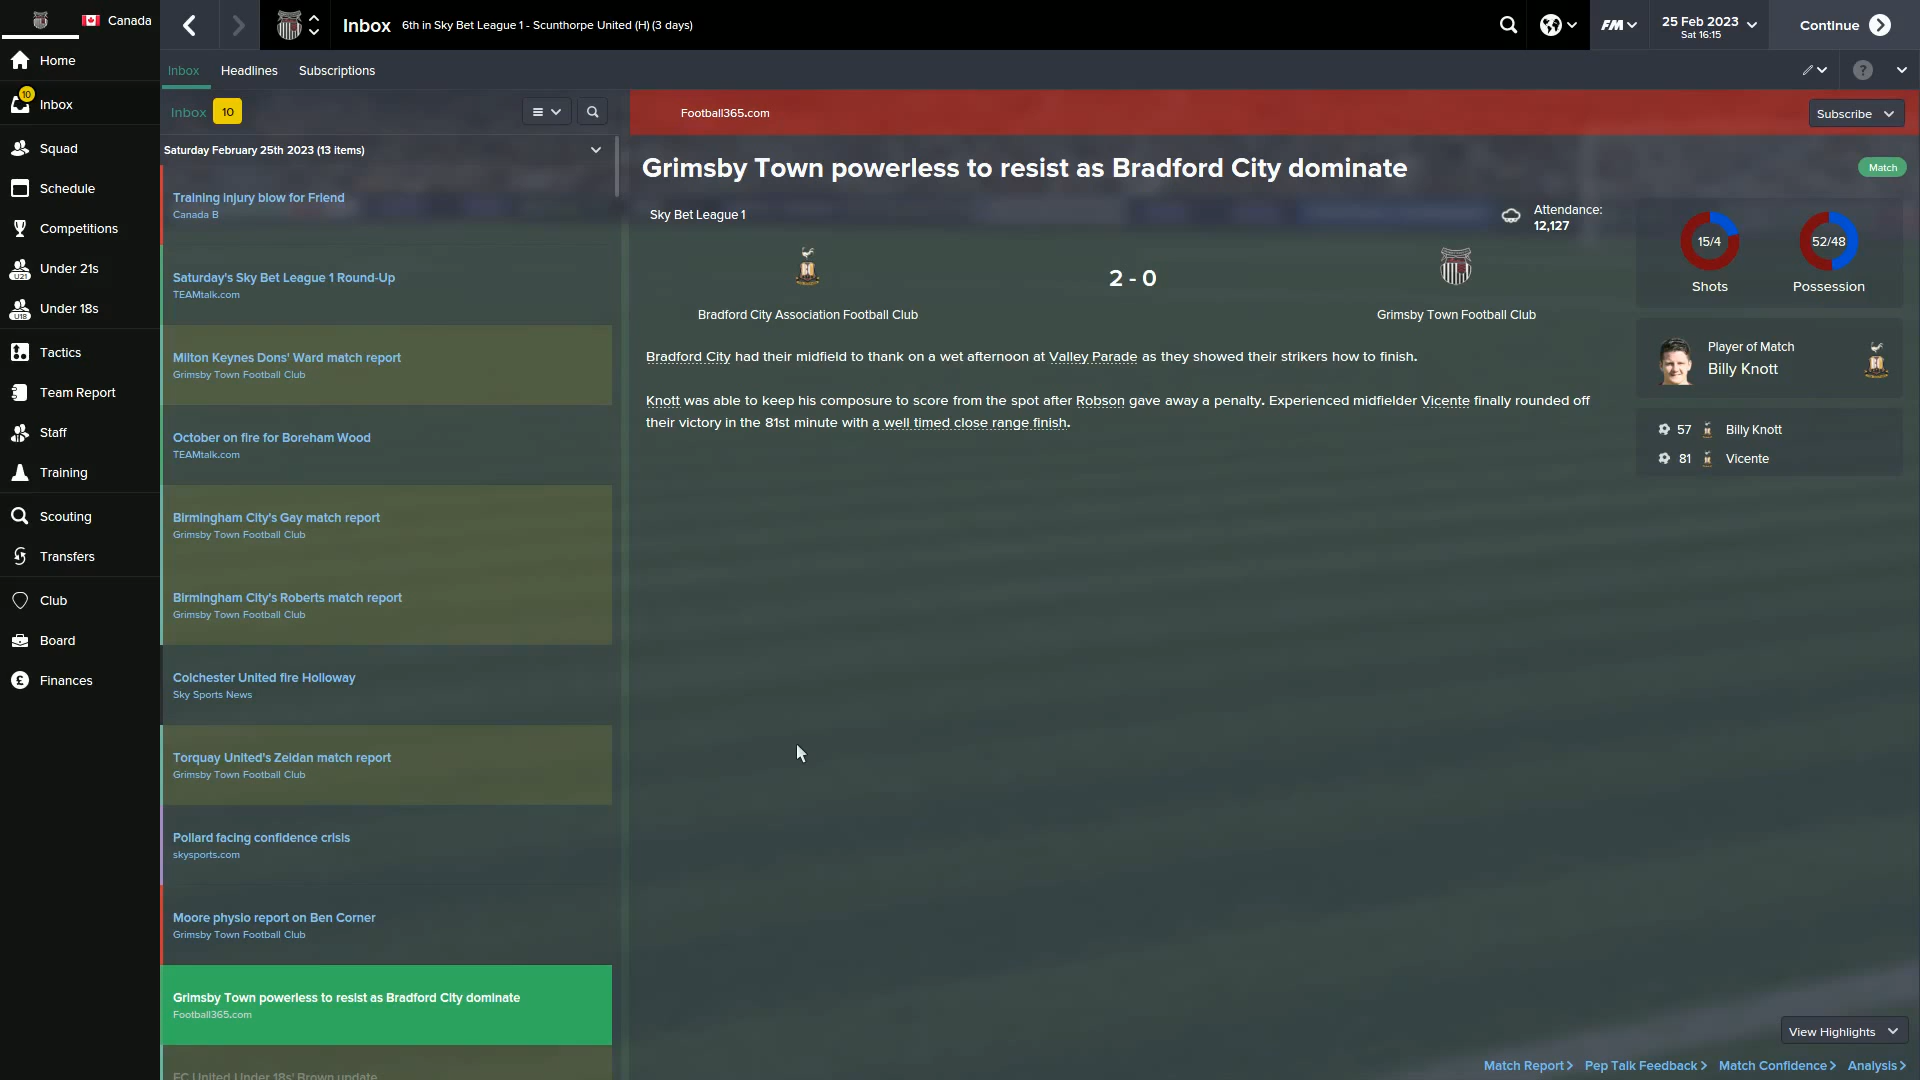 Canada
Inbox
6th in Sky Bet League 1 - Scunthorpe United (H) (3 days)
FM
25 Feb 2023
Sat 16:15
Continue
Home
10
Inbox
Squad
Schedule
Competitions
U21
Under 21s
U18
Under 18s
Tactics
Team Report
Staff
Training
Scouting
Transfers
Club
Board
£
Finances
Inbox
Headlines
Subscriptions
?
Inbox
10
Saturday February 25th 2023 (13 items)
Training injury blow for Friend
Canada B
Saturday's Sky Bet League 1 Round-Up
TEAMtalk.com
Milton Keynes Dons' Ward match report
Grimsby Town Football Club
October on fire for Boreham Wood
TEAMtalk.com
Birmingham City's Gay match report
Grimsby Town Football Club
Birmingham City's Roberts match report
Grimsby Town Football Club
Colchester United fire Holloway
Sky Sports News
Torquay United's Zeidan match report
Grimsby Town Football Club
Pollard facing confidence crisis
skysports.com
Moore physio report on Ben Corner
Grimsby Town Football Club
Grimsby Town powerless to resist as Bradford City dominate
Football365.com
FC United Under 18s' Brown update
Football365.com
Subscribe
Grimsby Town powerless to resist as Bradford City dominate
Match
Sky Bet League 1
Attendance:
12,127
2 - 0
Bradford City Association Football Club
Grimsby Town Football Club
Bradford City had their midfield to thank on a wet afternoon at Valley Parade as they showed their strikers how to finish.
Knott was able to keep his composure to score from the spot after Robson gave away a penalty. Experienced midfielder Vicente finally rounded off
their victory in the 81st minute with a well timed close range finish.
15/4
Shots
52/48
Possession
Player of Match
Billy Knott
57 Billy Knott
81 Vicente
View Highlights
Match Report
Pep Talk Feedback
Match Confidence
Analysis